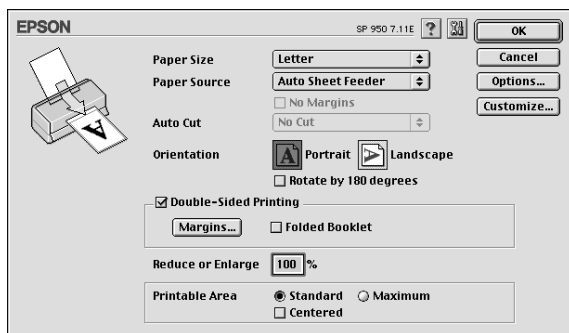 EPSON SP 950 7.11E ? OK
Paper Size Letter Cancel
Paper Source Auto Sheet Feeder Options...
No Margins Customize...
Auto Cut No Cut
Orientation A Portrait A Landscape
Rotate by 180 degrees
Double-Sided Printing
Margins... Folded Booklet
Reduce or Enlarge 100 %
Printable Area Standard Maximum
Centered
A